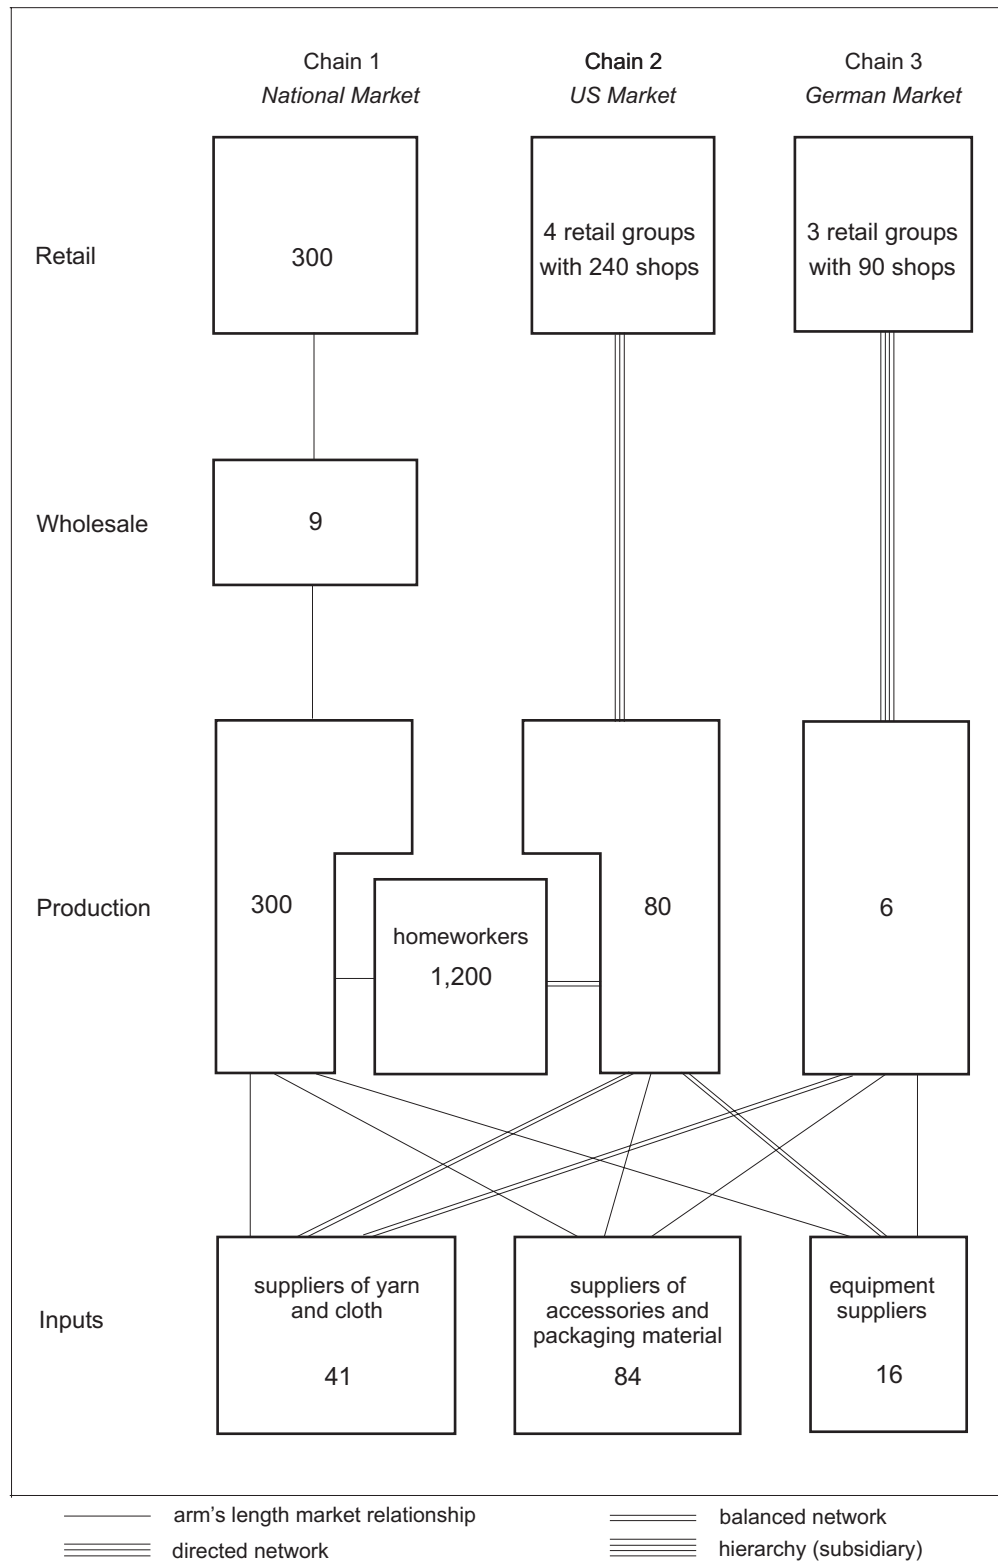 Chain 1
National Market
Chain 2
US Market
Chain 3
German Market
Retail
300
4 retail groups
with 240 shops
3 retail groups
with 90 shops
Wholesale
9
Production
300
homeworkers
1,200
80
6
Inputs
suppliers of yarn
and cloth
41
suppliers of
accessories and
packaging material
84
equipment
suppliers
16
arm's length market relationship
balanced network
directed network
hierarchy (subsidiary)